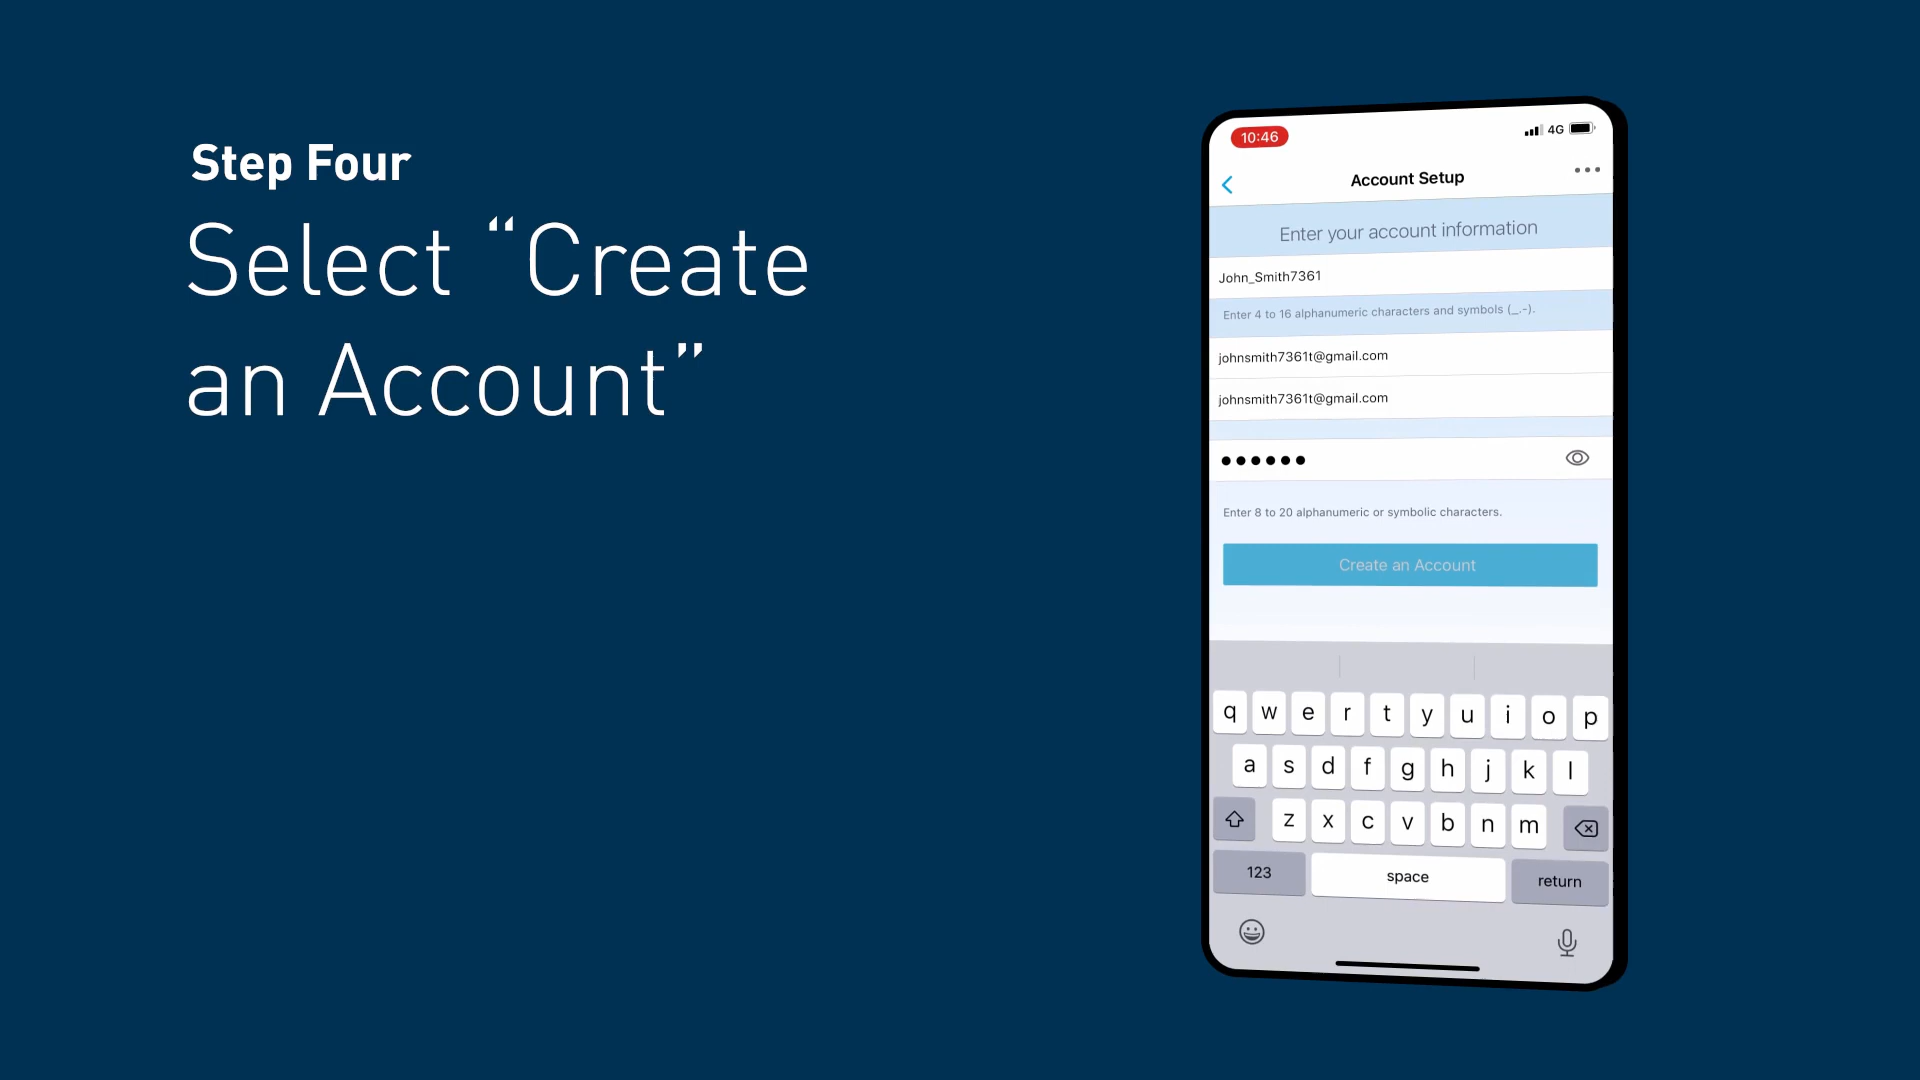 Step Four
Select “Create
an Account”
10:46
4G
Account Setup
Enter your account information
John_Smith7361
Enter 4 to 16 alphanumeric characters and symbols (_.-).
johnsmith7361t@gmail.com
johnsmith7361t@gmail.com
●●●●●●
Enter 8 to 20 alphanumeric or symbolic characters.
Create an Account
q w e r t y u i o p
a s d f g h j k l
z x c v b n m
123 space return